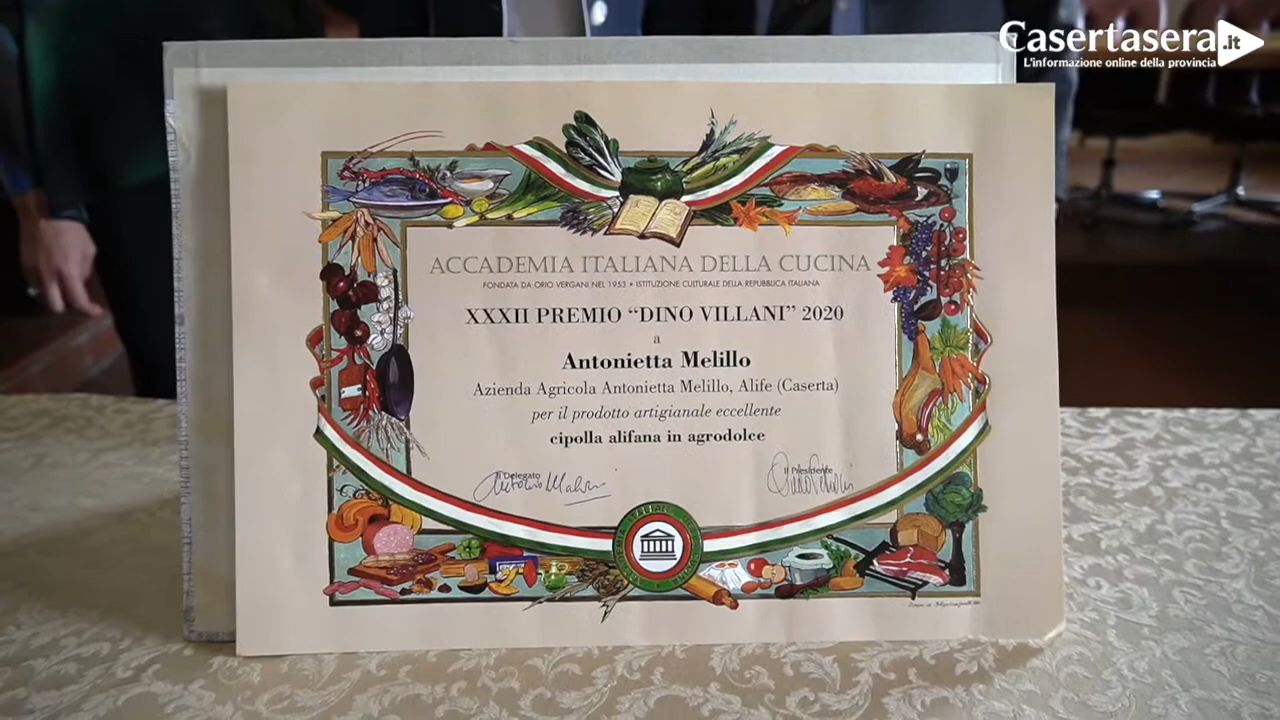 Casertasera.it
L'informazione online della provincia
ACCADEMIA ITALIANA DELLA CUCINA
FONDATA DA ORIO VERGANI NEL 1953 • ISTITUZIONE CULTURALE DELLA REPUBBLICA ITALIANA
XXXII PREMIO “DINO VILLANI” 2020
a
Antonietta Melillo
Azienda Agricola Antonietta Melillo, Alife (Caserta)
per il prodotto artigianale eccellente
cipolla alifana in agrodolce
Il Delegato
Il Presidente